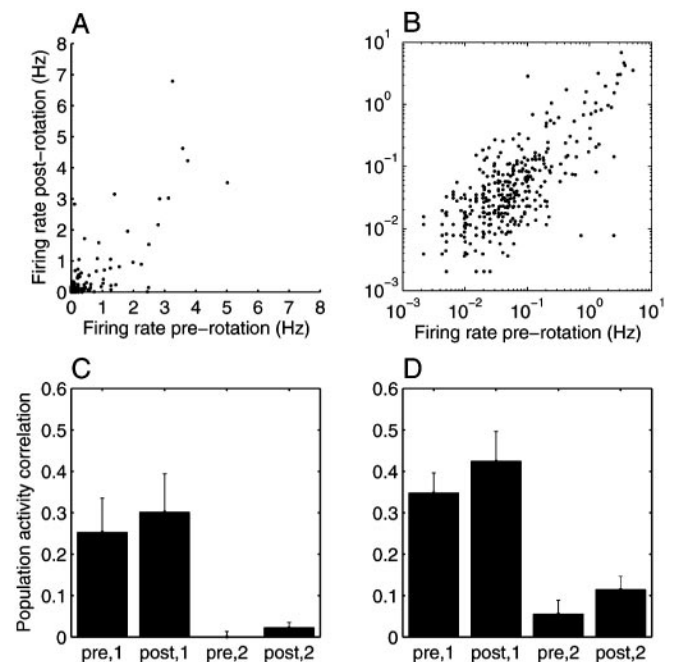 A
8
7
6
5
4
3
2
1
0
0 1 2 3 4 5 6 7 8
Firing rate post−rotation (Hz)
Firing rate pre−rotation (Hz)
B
10^1
10^0
10^−1
10^−2
10^−3
10^−3 10^−2 10^−1 10^0 10^1
Firing rate pre−rotation (Hz)
C
0.6
0.5
0.4
0.3
0.2
0.1
0
Population activity correlation
pre,1 post,1 pre,2 post,2
D
0.6
0.5
0.4
0.3
0.2
0.1
0
pre,1 post,1 pre,2 post,2